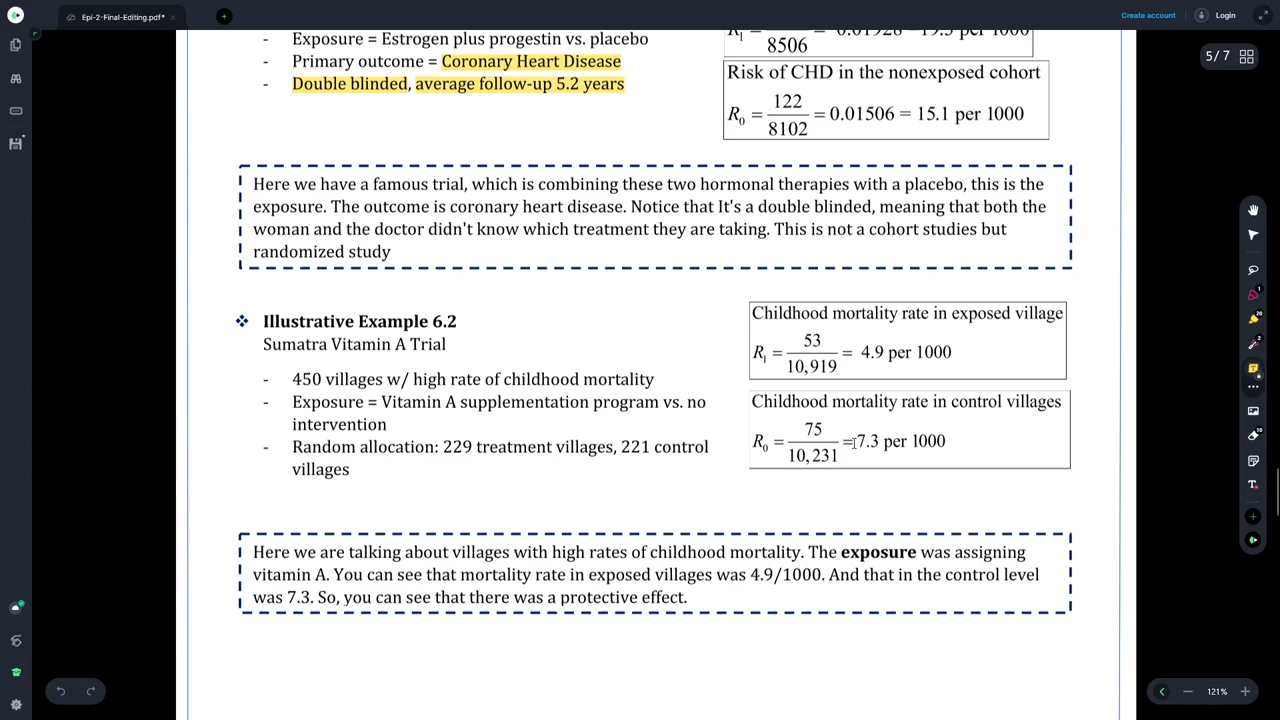 Epi-2-Final-Editing.pdf*
Create account
Login
5 / 7
- Exposure = Estrogen plus progestin vs. placebo
- Primary outcome = Coronary Heart Disease
- Double blinded, average follow-up 5.2 years
R₁ = /8506 = 0.01928 = 19.3 per 1000
Risk of CHD in the nonexposed cohort
R₀ = 122/8102 = 0.01506 = 15.1 per 1000
Here we have a famous trial, which is combining these two hormonal therapies with a placebo, this is the
exposure. The outcome is coronary heart disease. Notice that It's a double blinded, meaning that both the
woman and the doctor didn't know which treatment they are taking. This is not a cohort studies but
randomized study
❖ Illustrative Example 6.2
Sumatra Vitamin A Trial
- 450 villages w/ high rate of childhood mortality
- Exposure = Vitamin A supplementation program vs. no
intervention
- Random allocation: 229 treatment villages, 221 control
villages
Childhood mortality rate in exposed village
R₁ = 53/10,919 = 4.9 per 1000
Childhood mortality rate in control villages
R₀ = 75/10,231 = 7.3 per 1000
Here we are talking about villages with high rates of childhood mortality. The exposure was assigning
vitamin A. You can see that mortality rate in exposed villages was 4.9/1000. And that in the control level
was 7.3. So, you can see that there was a protective effect.
121%